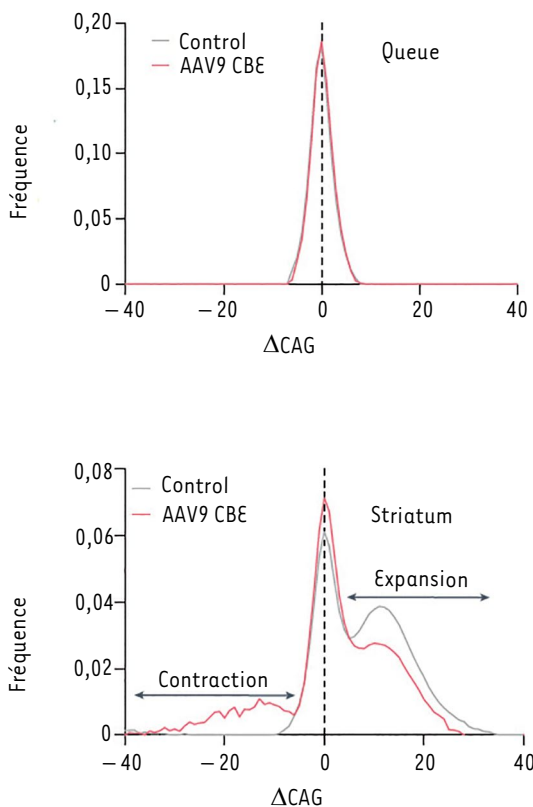 0,20
Control
AAV9 CBE
Queue
0,15
0,10
Fréquence
0,05
0
– 40
– 20
0
20
40
ΔCAG
0,08
Control
AAV9 CBE
Striatum
0,06
Expansion
0,04
Fréquence
Contraction
0,02
0
– 40
– 20
0
20
40
ΔCAG